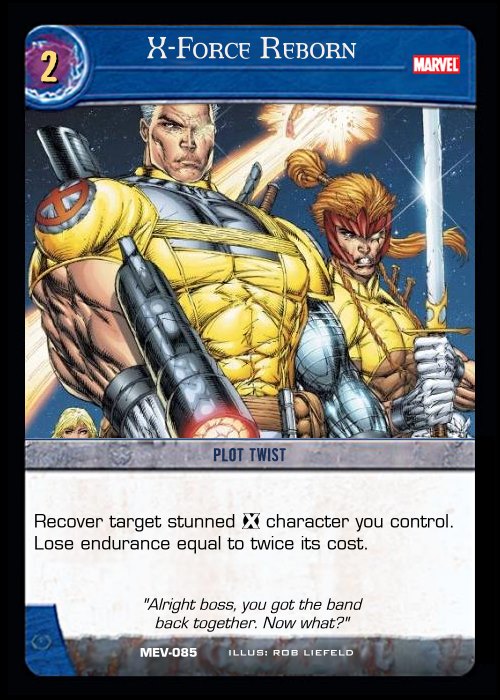 2
X-Force Reborn
MARVEL
PLOT TWIST
Recover target stunned X character you control.
Lose endurance equal to twice its cost.
"Alright boss, you got the band
back together. Now what?"
MEV-085 ILLUS: ROB LIEFELD